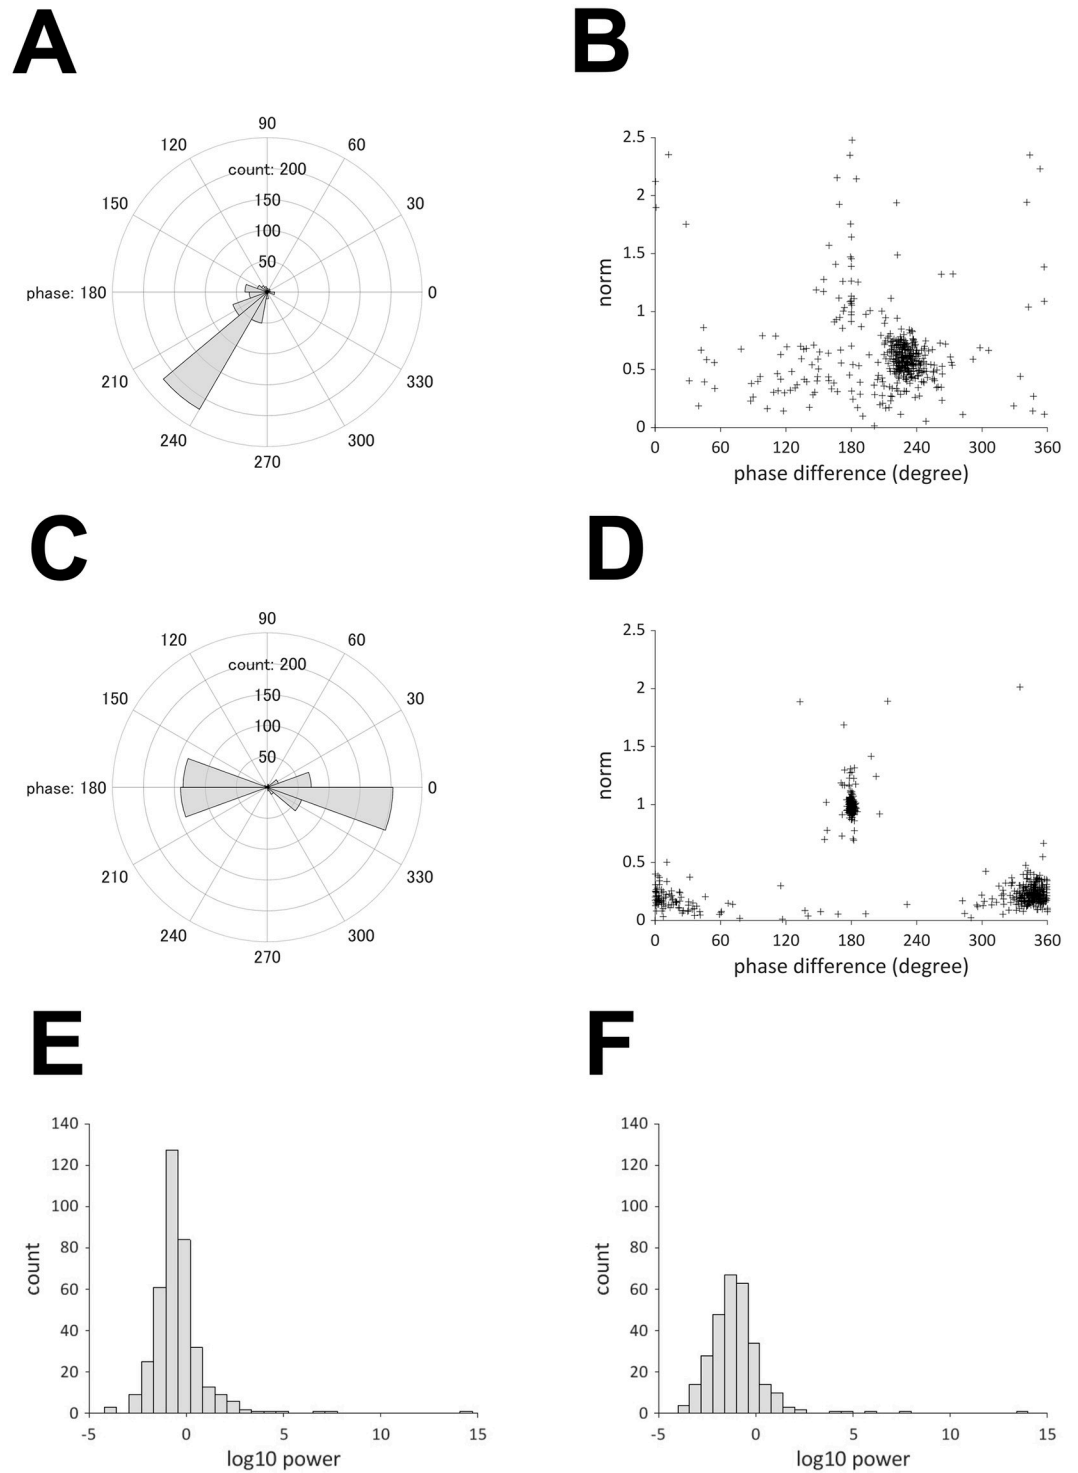 A
B
90
120
60
count: 200
150
150
30
100
50
phase: 180
0
210
330
240
300
270
2.5
2
1.5
1
0.5
0
norm
0 60 120 180 240 300 360
phase difference (degree)
C
D
90
120
60
count: 200
150
150
30
100
50
phase: 180
0
210
330
240
300
270
2.5
2
1.5
1
0.5
0
norm
0 60 120 180 240 300 360
phase difference (degree)
E
F
140
120
100
80
60
40
20
0
count
-5 0 5 10 15
log10 power
140
120
100
80
60
40
20
0
count
-5 0 5 10 15
log10 power